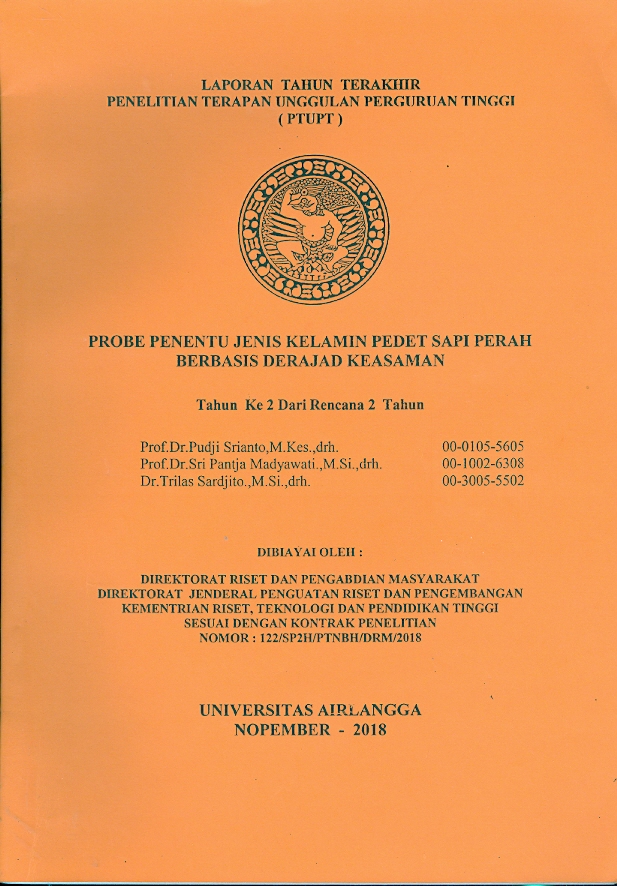 LAPORAN TAHUN TERAKHIR
PENELITIAN TERAPAN UNGGULAN PERGURUAN TINGGI
( PTUPT )
PROBE PENENTU JENIS KELAMIN PEDET SAPI PERAH
BERBASIS DERAJAD KEASAMAN
Tahun Ke 2 Dari Rencana 2 Tahun
Prof.Dr.Pudji Srianto,M.Kes.,drh. 00-0105-5605
Prof.Dr.Sri Pantja Madyawati.,M.Si.,drh. 00-1002-6308
Dr.Trilas Sardjito.,M.Si.,drh. 00-3005-5502
DIBIAYAI OLEH :
DIREKTORAT RISET DAN PENGABDIAN MASYARAKAT
DIREKTORAT JENDERAL PENGUATAN RISET DAN PENGEMBANGAN
KEMENTRIAN RISET, TEKNOLOGI DAN PENDIDIKAN TINGGI
SESUAI DENGAN KONTRAK PENELITIAN
NOMOR : 122/SP2H/PTNBH/DRM/2018
UNIVERSITAS AIRLANGGA
NOPEMBER - 2018